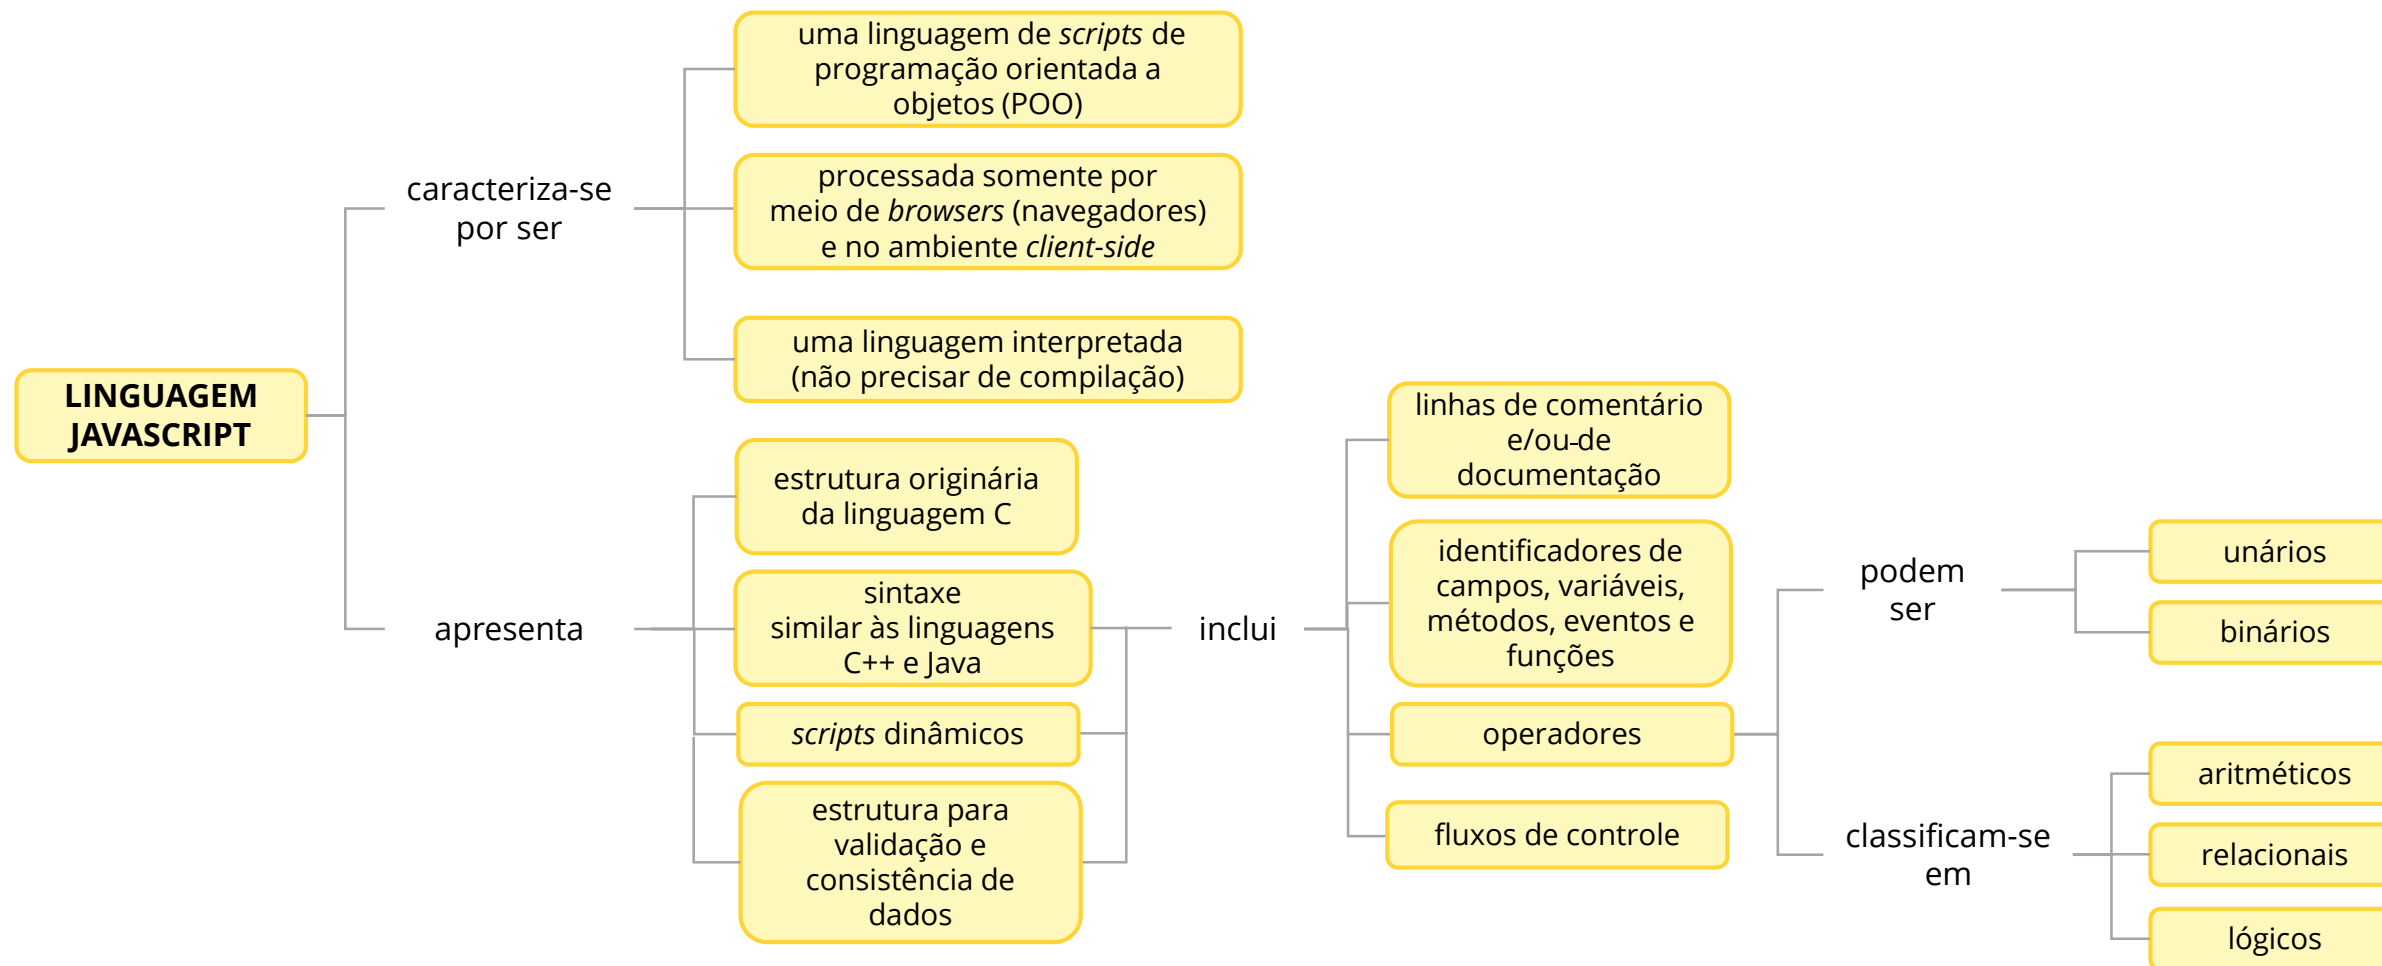 LINGUAGEM
JAVASCRIPT
caracteriza-se
por ser
uma linguagem de scripts de
programação orientada a
objetos (POO)
processada somente por
meio de browsers (navegadores)
e no ambiente client-side
uma linguagem interpretada
(não precisar de compilação)
apresenta
estrutura originária
da linguagem C
sintaxe
similar às linguagens
C++ e Java
scripts dinâmicos
estrutura para
validação e
consistência de
dados
inclui
linhas de comentário
e/ou-de
documentação
identificadores de
campos, variáveis,
métodos, eventos e
funções
operadores
fluxos de controle
podem
ser
unários
binários
classificam-se
em
aritméticos
relacionais
lógicos